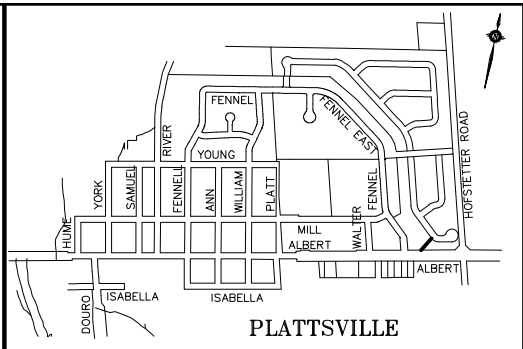 FENNEL
FENNEL EAST
RIVER
YOUNG
HOFSTETTER ROAD
YORK
SAMUEL
FENNELL
ANN
WILLIAM
PLATT
WALTER
FENNEL
HUME
MILL
ALBERT
ALBERT
DOURO
ISABELLA
ISABELLA
PLATTSVILLE